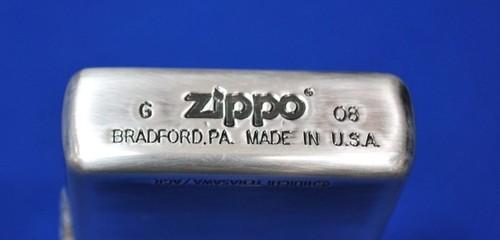 G zippo 08
BRADFORD,PA. MADE IN U.S.A.